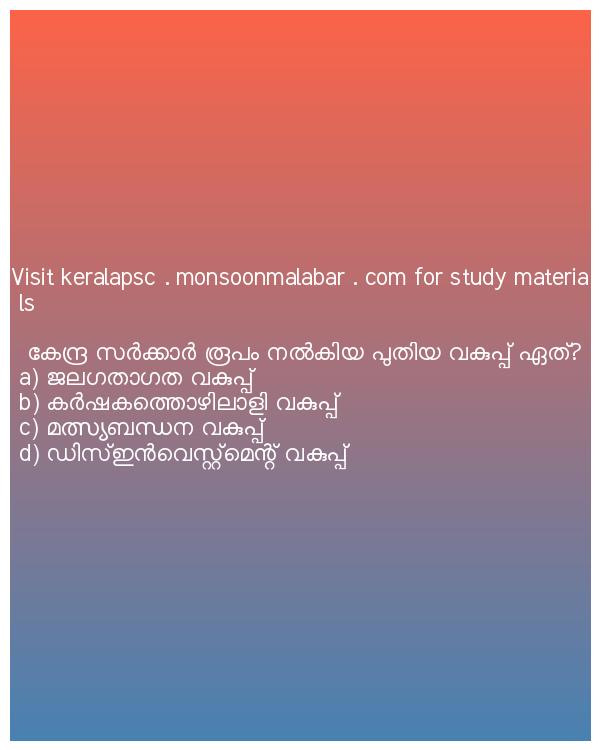 Visit keralapsc . monsoonmalabar . com for study materia
ls
കേന്ദ്ര സർക്കാർ രൂപം നൽകിയ പുതിയ വകുപ്പ് ഏത്?
a) ജലഗതാഗത വകുപ്പ്
b) കർഷകത്തൊഴിലാളി വകുപ്പ്
c) മത്സ്യബന്ധന വകുപ്പ്
d) ഡിസ്ഇൻവെസ്റ്റ്മെന്റ് വകുപ്പ്